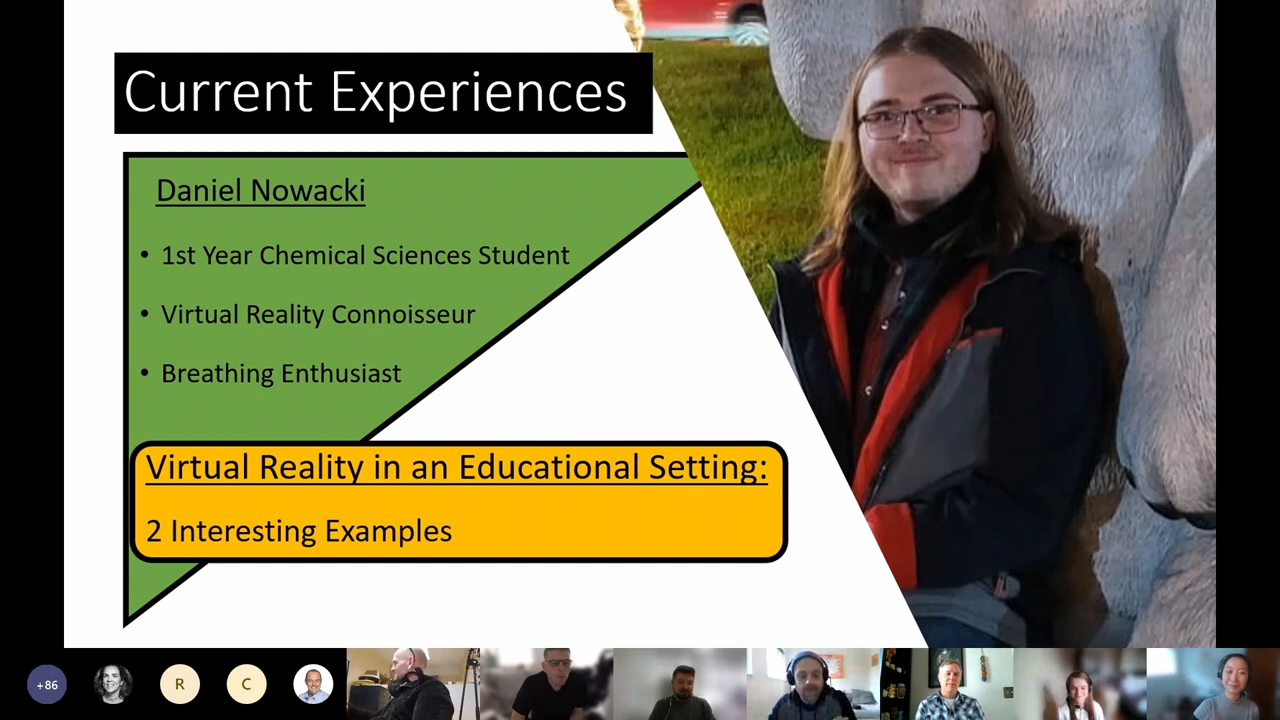 Current Experiences
Daniel Nowacki
• 1st Year Chemical Sciences Student
• Virtual Reality Connoisseur
• Breathing Enthusiast
Virtual Reality in an Educational Setting:
2 Interesting Examples
+86
R
C